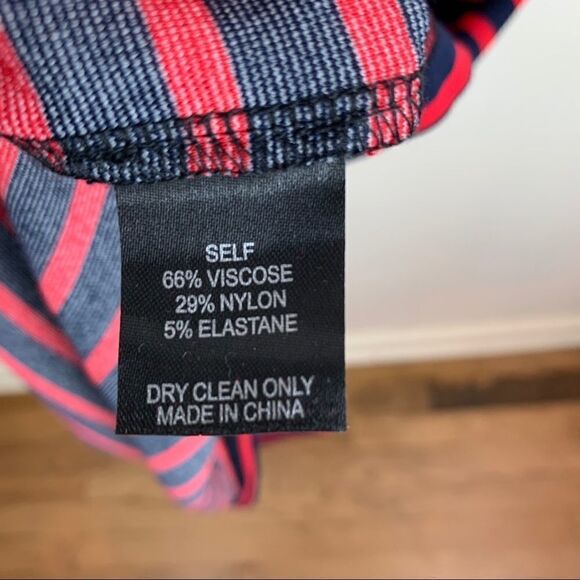 SELF
66% VISCOSE
29% NYLON
5% ELASTANE
DRY CLEAN ONLY
MADE IN CHINA